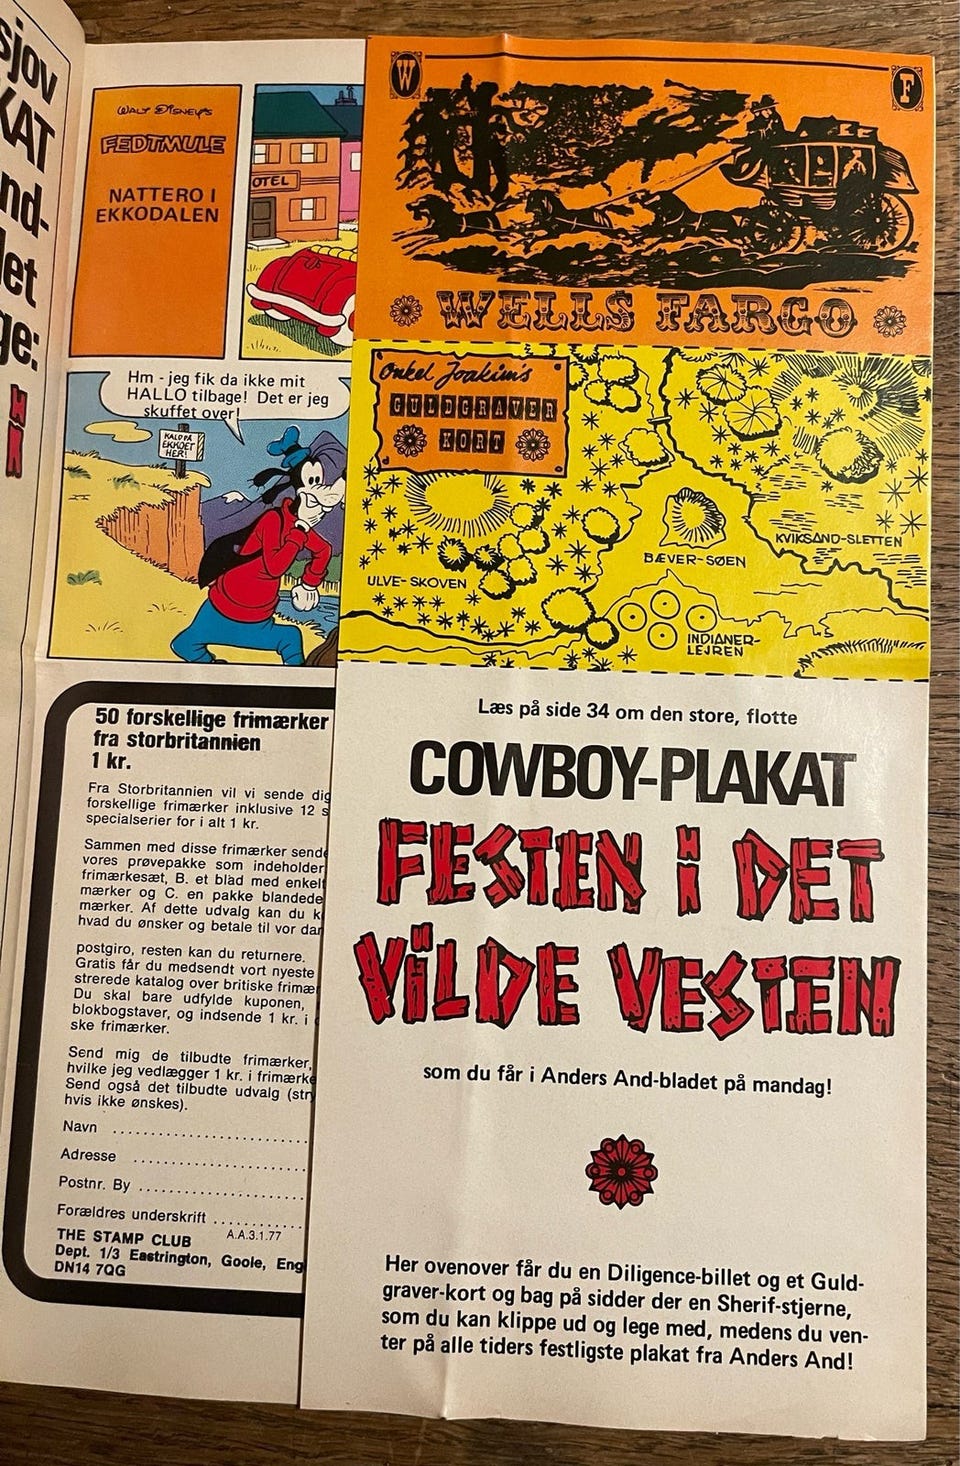 sjov
KAT
nd-
let
ge:
WALT DISNEY'S
FEDTMULE
NATTERO I
EKKODALEN
OTEL
Hm - jeg fik da ikke mit
HALLO tilbage! Det er jeg
skuffet over!
KALD PÅ
EKKOET
HER!
50 forskellige frimærker
fra storbritannien
1 kr.
Fra Storbritannien vil vi sende dig
forskellige frimærker inklusive 12 s
specialserier for i alt 1 kr.
Sammen med disse frimærker sende
vores prøvepakke som indeholder
frimærkesæt, B. et blad med enkelt
mærker og C. en pakke blandede
mærker. Af dette udvalg kan du k
hvad du ønsker og betale til vor dan
postgiro, resten kan du returnere.
Gratis får du medsendt vort nyeste
strerede katalog over britiske frimæ
Du skal bare udfylde kuponen,
blokbogstaver, og indsende 1 kr. i
ske frimærker.
Send mig de tilbudte frimærker,
hvilke jeg vedlægger 1 kr. i frimærke
Send også det tilbudte udvalg (stry
hvis ikke ønskes).
Navn
Adresse
Postnr. By
Forældres underskrift
A.A.3.1.77
THE STAMP CLUB
Dept. 1/3 Eastrington, Goole, Eng
DN14 7QG
W F
WELLS FARGO
Onkel Joakim's
GULDGRAVER
KORT
KVIKSAND-SLETTEN
BÆVER-SØEN
ULVE-SKOVEN
INDIANER-
LEJREN
Læs på side 34 om den store, flotte
COWBOY-PLAKAT
FESTEN I DET
VILDE VESTEN
som du får i Anders And-bladet på mandag!
Her ovenover får du en Diligence-billet og et Guld-
graver-kort og bag på sidder der en Sherif-stjerne,
som du kan klippe ud og lege med, medens du ven-
ter på alle tiders festligste plakat fra Anders And!